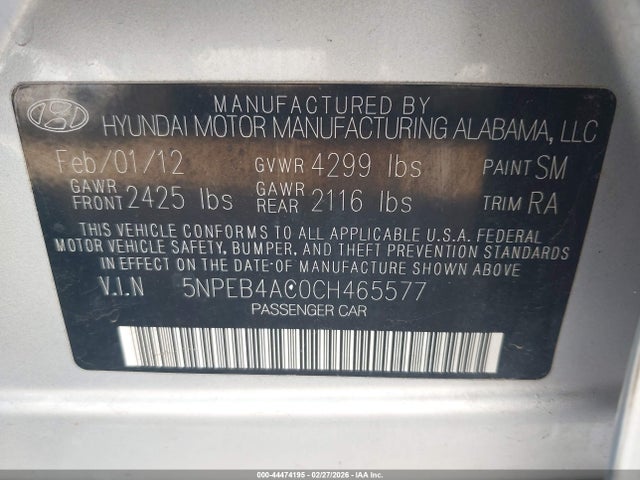 MANUFACTURED BY
HYUNDAI MOTOR MANUFACTURING ALABAMA, LLC
Feb/01/12 GVWR 4299 lbs PAINT SM
GAWR FRONT 2425 lbs GAWR REAR 2116 lbs TRIM RA
THIS VEHICLE CONFORMS TO ALL APPLICABLE U.S.A. FEDERAL
MOTOR VEHICLE SAFETY, BUMPER, AND THEFT PREVENTION STANDARDS
IN EFFECT ON THE DATE OF MANUFACTURE SHOWN ABOVE
V.I.N 5NPEB4AC0CH465577
PASSENGER CAR
000-44474195 | 02/27/2026 | IAA Inc.